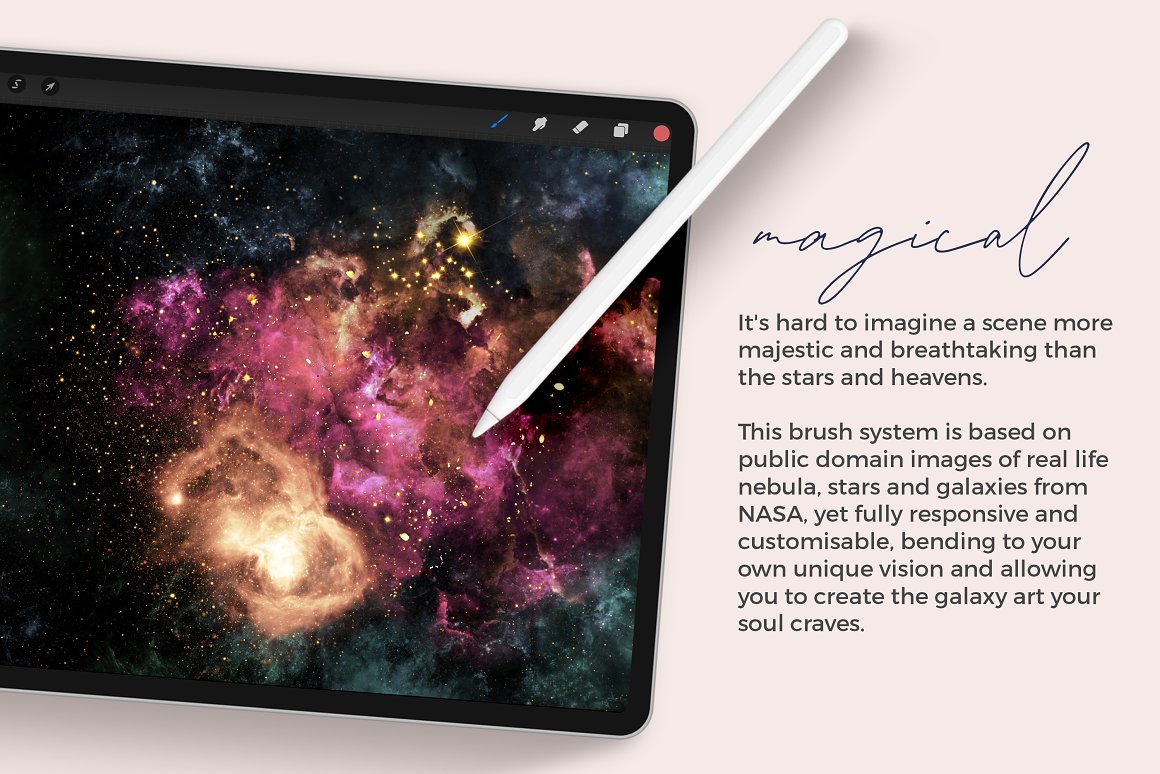 magical
It's hard to imagine a scene more
majestic and breathtaking than
the stars and heavens.
This brush system is based on
public domain images of real life
nebula, stars and galaxies from
NASA, yet fully responsive and
customisable, bending to your
own unique vision and allowing
you to create the galaxy art your
soul craves.